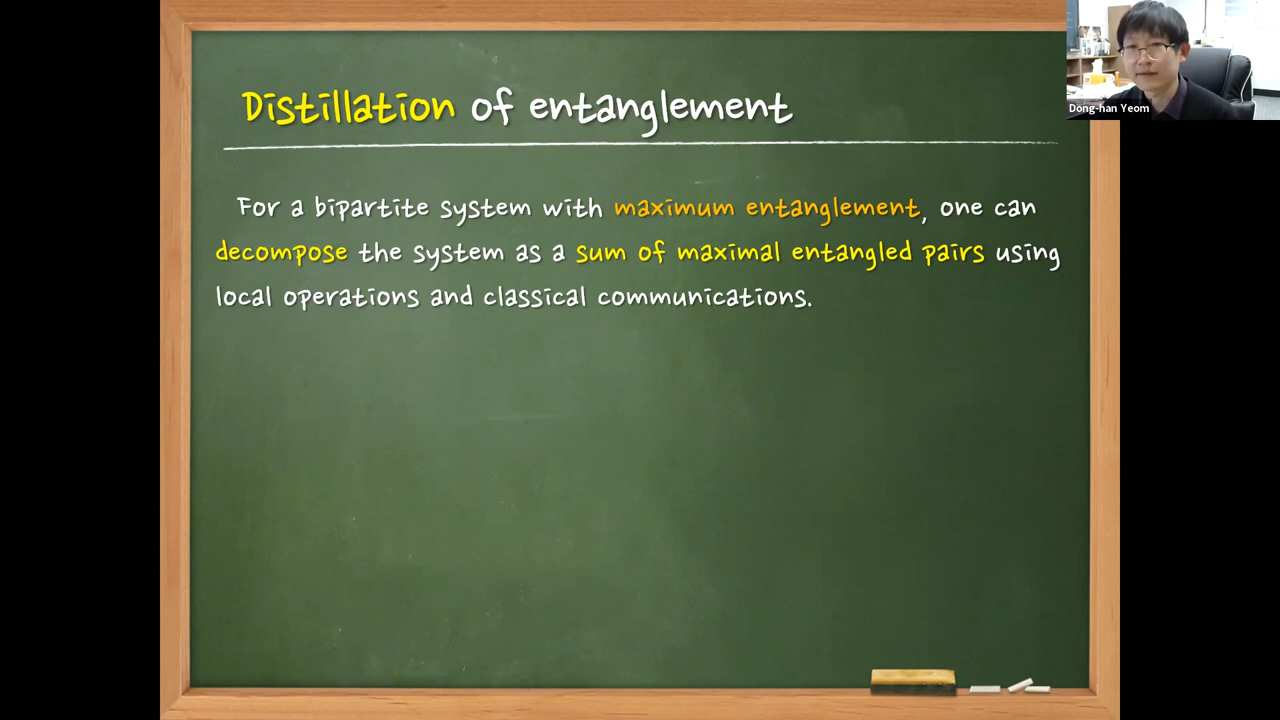 Distillation of entanglement
For a bipartite system with maximum entanglement, one can
decompose the system as a sum of maximal entangled pairs using
local operations and classical communications.
Dong-han Yeom